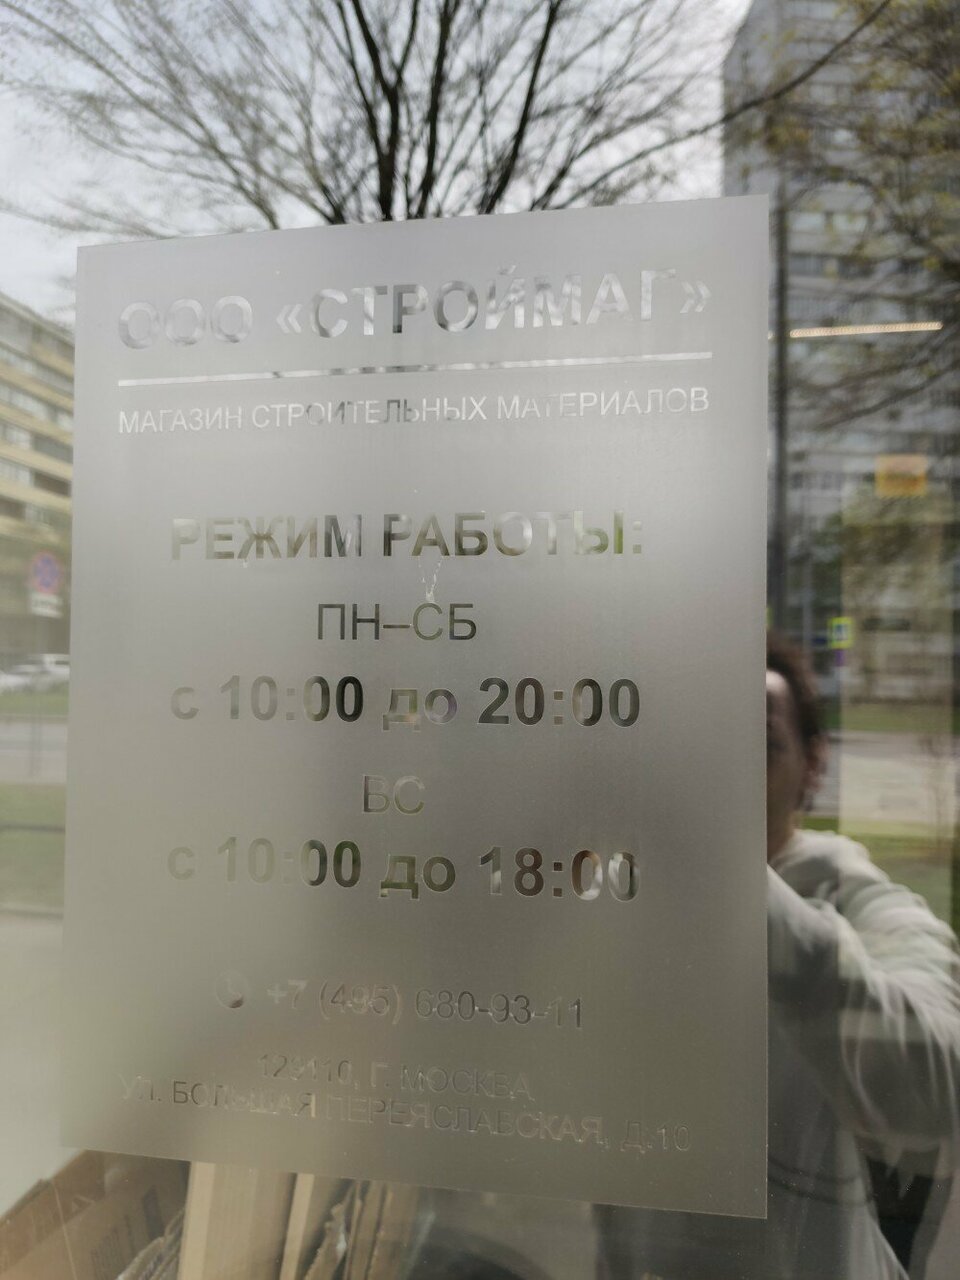 ООО «СТРОЙМАГ»
МАГАЗИН СТРОИТЕЛЬНЫХ МАТЕРИАЛОВ
РЕЖИМ РАБОТЫ:
ПН–СБ
с 10:00 до 20:00
ВС
с 10:00 до 18:00
+7 (495) 680-93-11
129110, Г. МОСКВА,
УЛ. БОЛЬШАЯ ПЕРЕЯСЛАВСКАЯ, Д.10